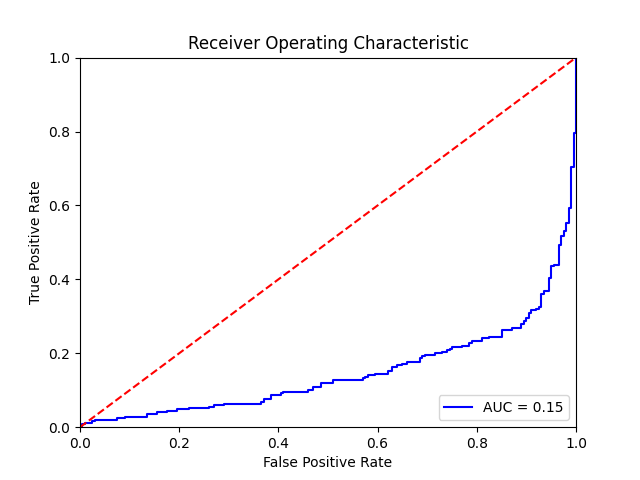 Receiver Operating Characteristic
1.0
0.8
0.6
0.4
0.2
0.0
True Positive Rate
AUC = 0.15
0.0 0.2 0.4 0.6 0.8 1.0
False Positive Rate